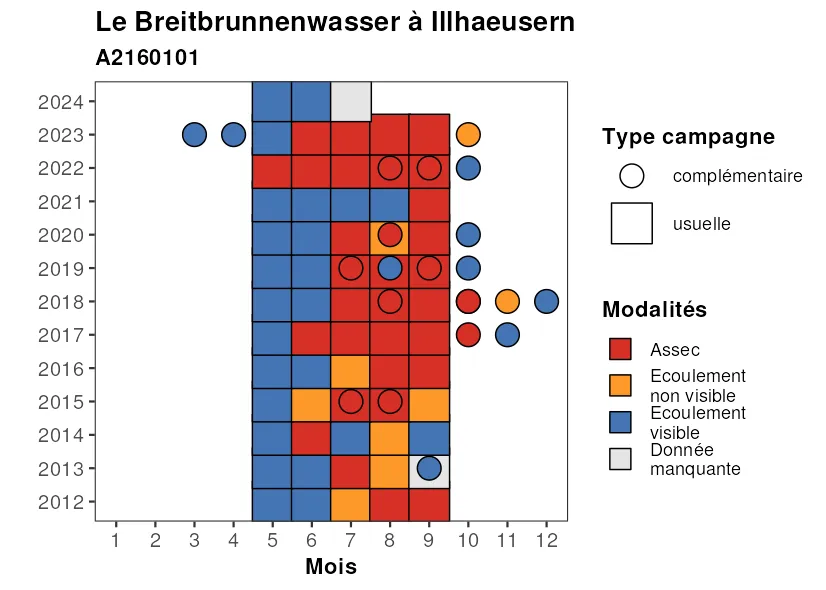 Le Breitbrunnenwasser à Illhaeusern
A2160101
2024
2023
2022
2021
2020
2019
2018
2017
2016
2015
2014
2013
2012
1 2 3 4 5 6 7 8 9 10 11 12
Mois
Type campagne
complémentaire
usuelle
Modalités
Assec
Ecoulement
non visible
Ecoulement
visible
Donnée
manquante